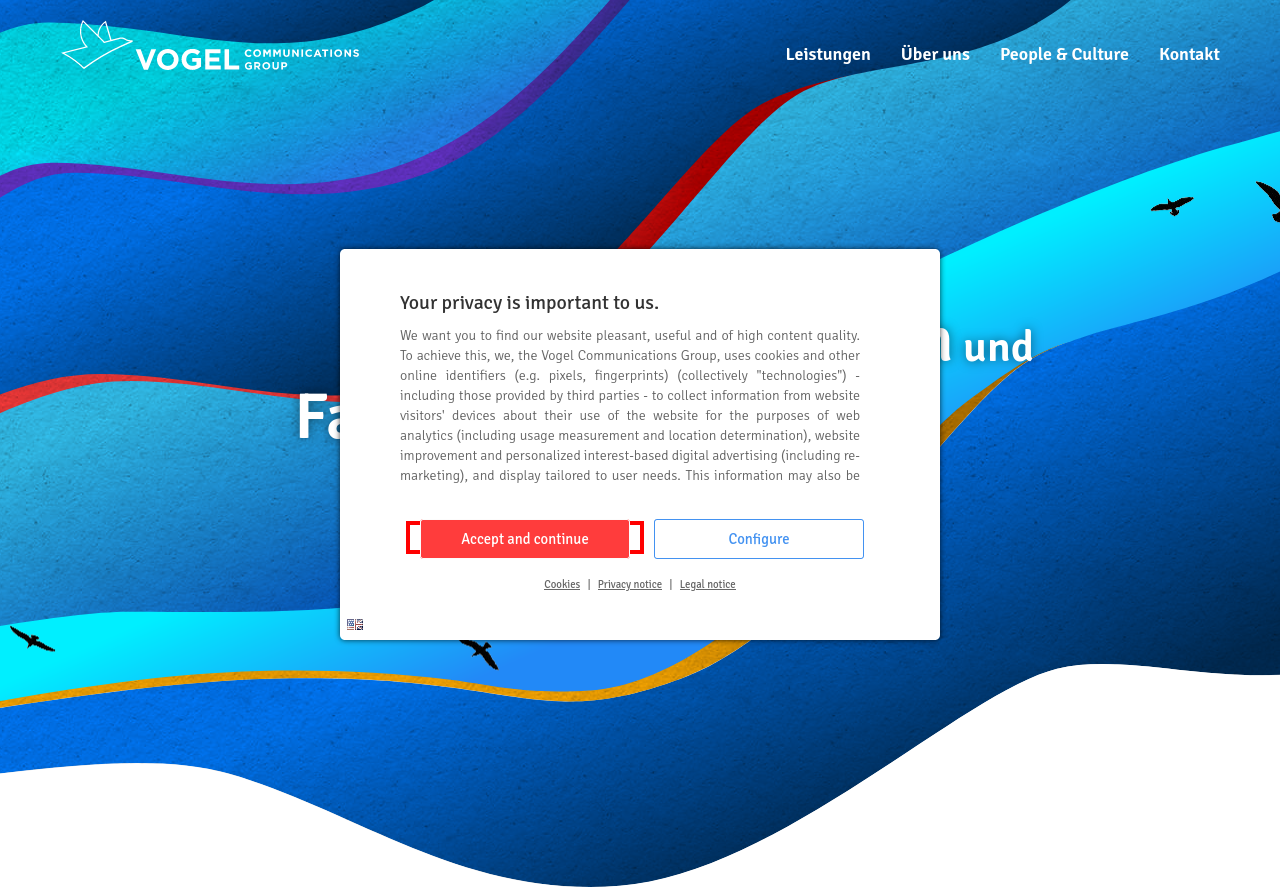 VOGEL COMMUNICATIONS GROUP
Leistungen
Über uns
People & Culture
Kontakt
und
Your privacy is important to us.
We want you to find our website pleasant, useful and of high content quality.
To achieve this, we, the Vogel Communications Group, uses cookies and other
online identifiers (e.g. pixels, fingerprints) (collectively "technologies") -
including those provided by third parties - to collect information from website
visitors' devices about their use of the website for the purposes of web
analytics (including usage measurement and location determination), website
improvement and personalized interest-based digital advertising (including re-
marketing), and display tailored to user needs. This information may also be
Accept and continue
Configure
Cookies | Privacy notice | Legal notice